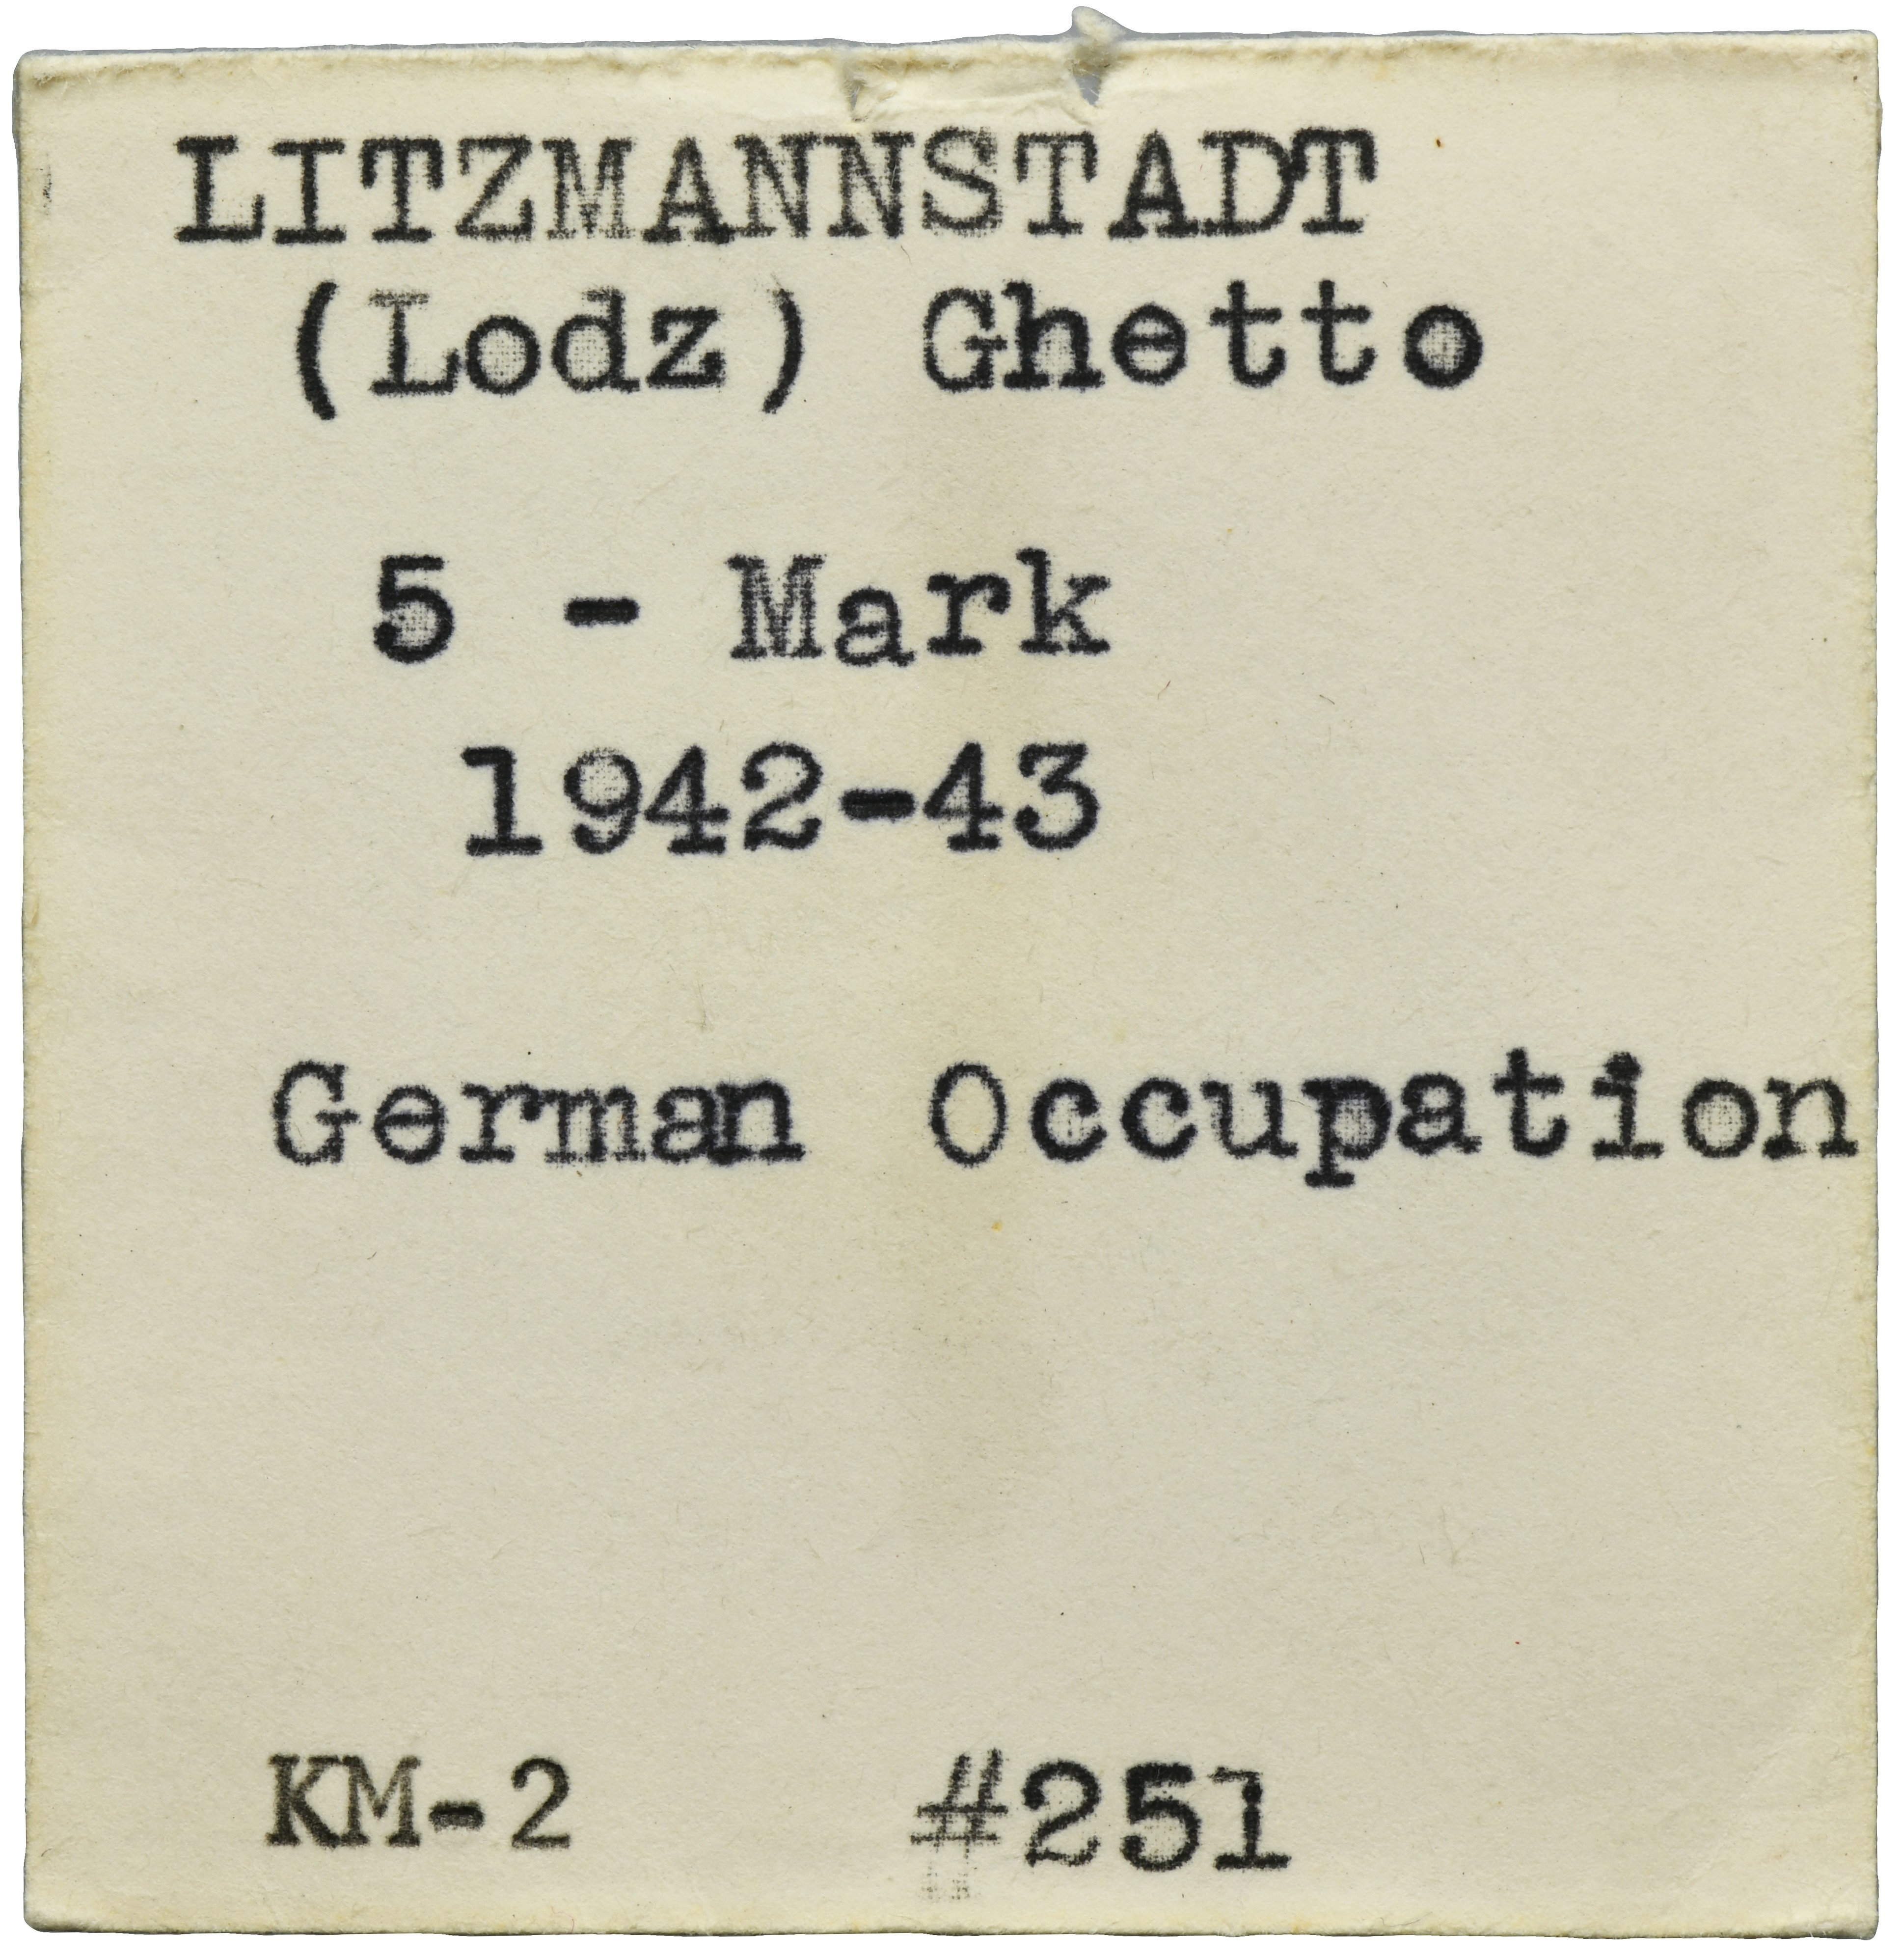 LITZMANNSTADT
(Lodz) Ghetto
5 - Mark
1942-43
German Occupation
KM-2 #251